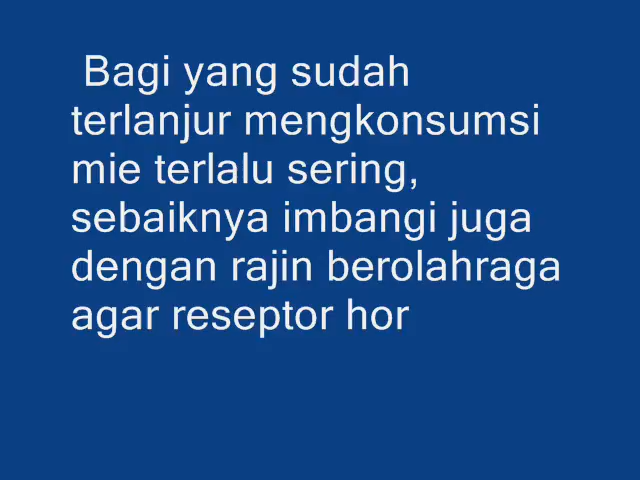 Bagi yang sudah
terlanjur mengkonsumsi
mie terlalu sering,
sebaiknya imbangi juga
dengan rajin berolahraga
agar reseptor hor